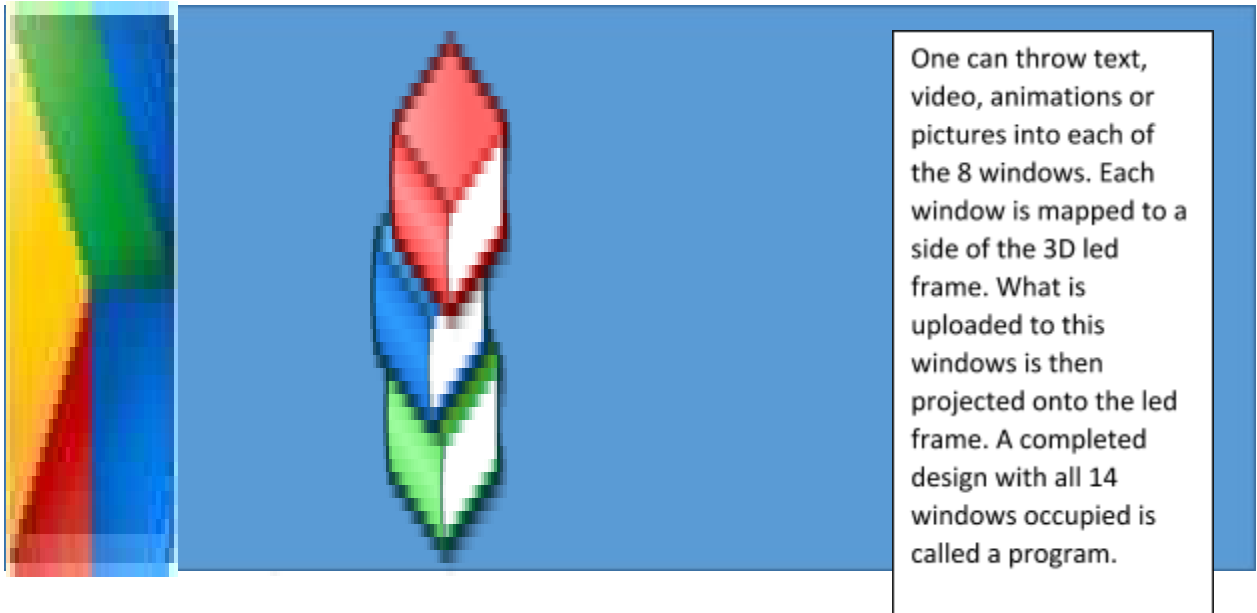 One can throw text,
video, animations or
pictures into each of
the 8 windows. Each
window is mapped to a
side of the 3D led
frame. What is
uploaded to this
windows is then
projected onto the led
frame. A completed
design with all 14
windows occupied is
called a program.